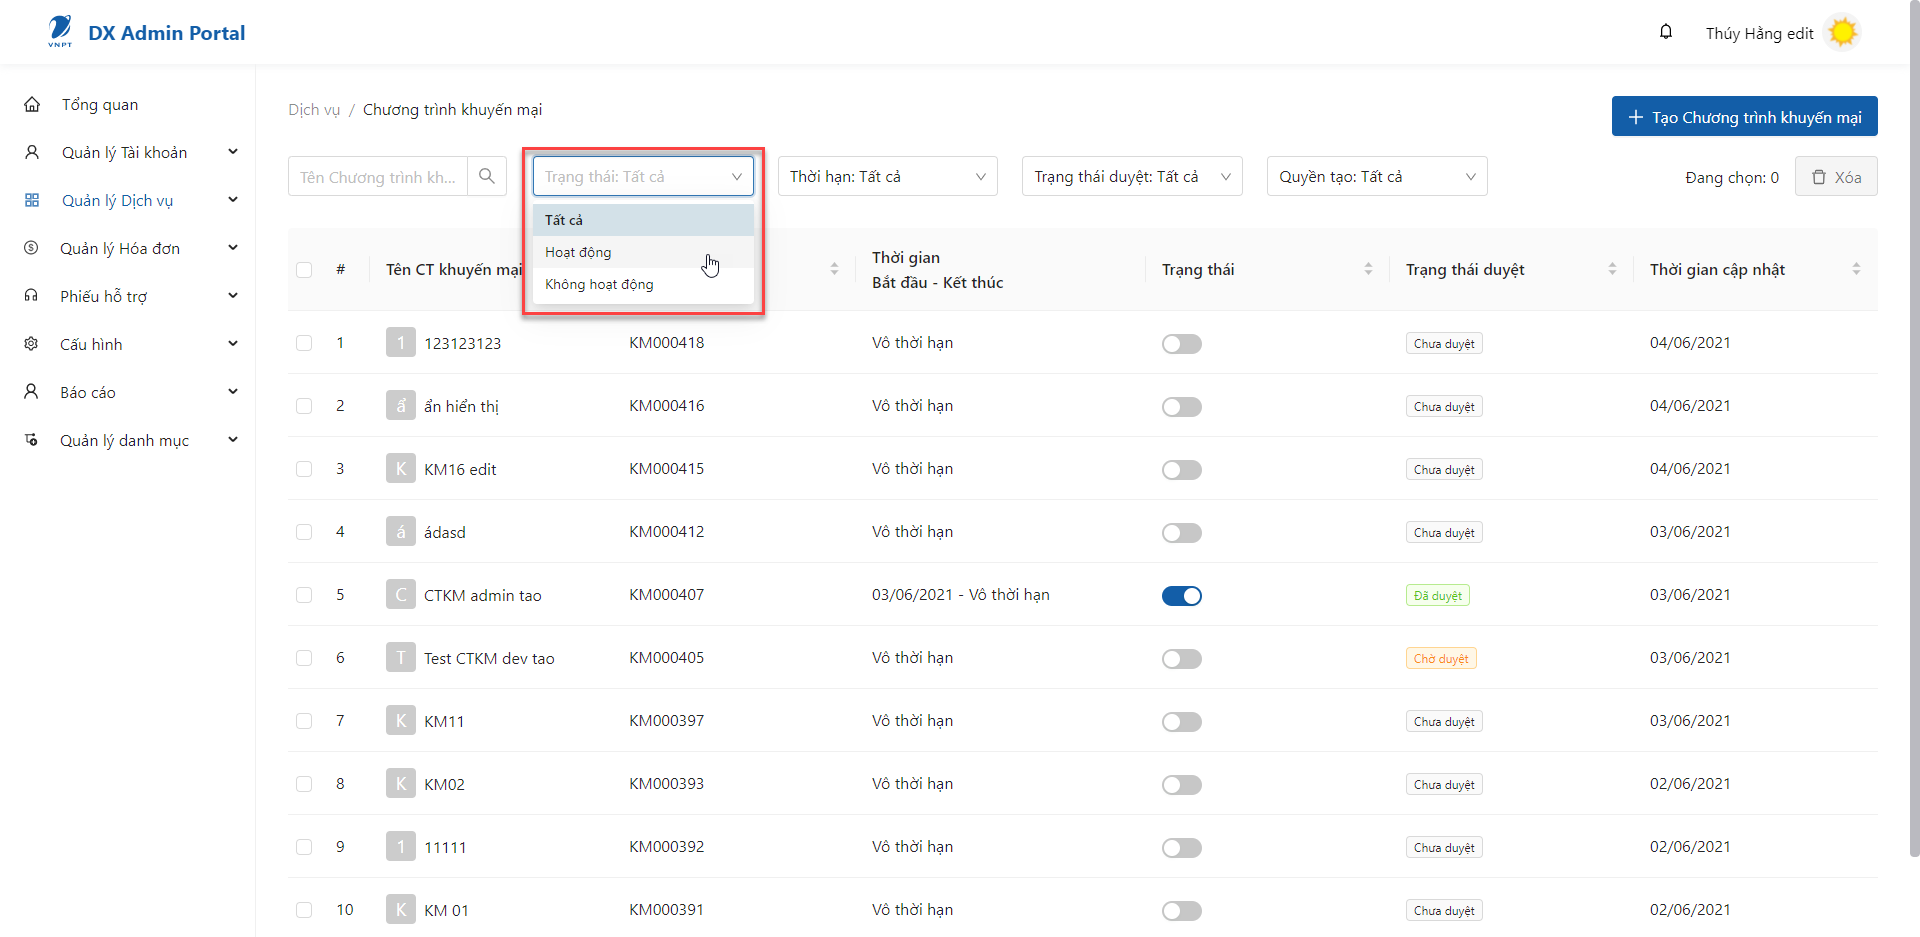 VNPT
DX Admin Portal
Thúy Hằng edit
Tổng quan
Quản lý Tài khoản
Quản lý Dịch vụ
Quản lý Hóa đơn
Phiếu hỗ trợ
Cấu hình
Báo cáo
Quản lý danh mục
Dịch vụ / Chương trình khuyến mại
Tạo Chương trình khuyến mại
Tên Chương trình kh...
Trạng thái: Tất cả
Thời hạn: Tất cả
Trạng thái duyệt: Tất cả
Quyền tạo: Tất cả
Đang chọn: 0
Xóa
Tất cả
Hoạt động
Không hoạt động
# Tên CT khuyến mại Thời gian Trạng thái Trạng thái duyệt Thời gian cập nhật
Bắt đầu - Kết thúc
1 1 123123123 KM000418 Vô thời hạn Chưa duyệt 04/06/2021
2 ẩ ẩn hiển thị KM000416 Vô thời hạn Chưa duyệt 04/06/2021
3 K KM16 edit KM000415 Vô thời hạn Chưa duyệt 04/06/2021
4 á ádasd KM000412 Vô thời hạn Chưa duyệt 03/06/2021
5 C CTKM admin tao KM000407 03/06/2021 - Vô thời hạn Đã duyệt 03/06/2021
6 T Test CTKM dev tao KM000405 Vô thời hạn Chờ duyệt 03/06/2021
7 K KM11 KM000397 Vô thời hạn Chưa duyệt 03/06/2021
8 K KM02 KM000393 Vô thời hạn Chưa duyệt 02/06/2021
9 1 11111 KM000392 Vô thời hạn Chưa duyệt 02/06/2021
10 K KM 01 KM000391 Vô thời hạn Chưa duyệt 02/06/2021